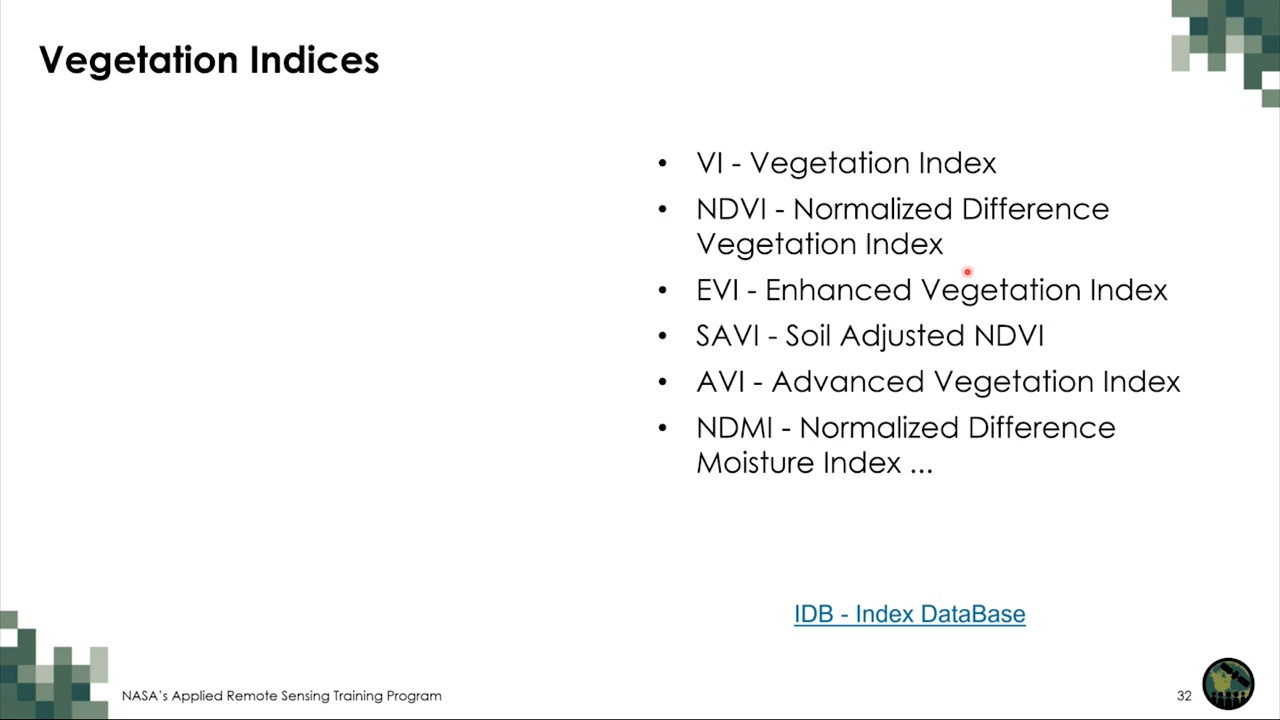 Vegetation Indices
• VI - Vegetation Index
• NDVI - Normalized Difference
Vegetation Index
• EVI - Enhanced Vegetation Index
• SAVI - Soil Adjusted NDVI
• AVI - Advanced Vegetation Index
• NDMI - Normalized Difference
Moisture Index ...
IDB - Index DataBase
NASA's Applied Remote Sensing Training Program
32